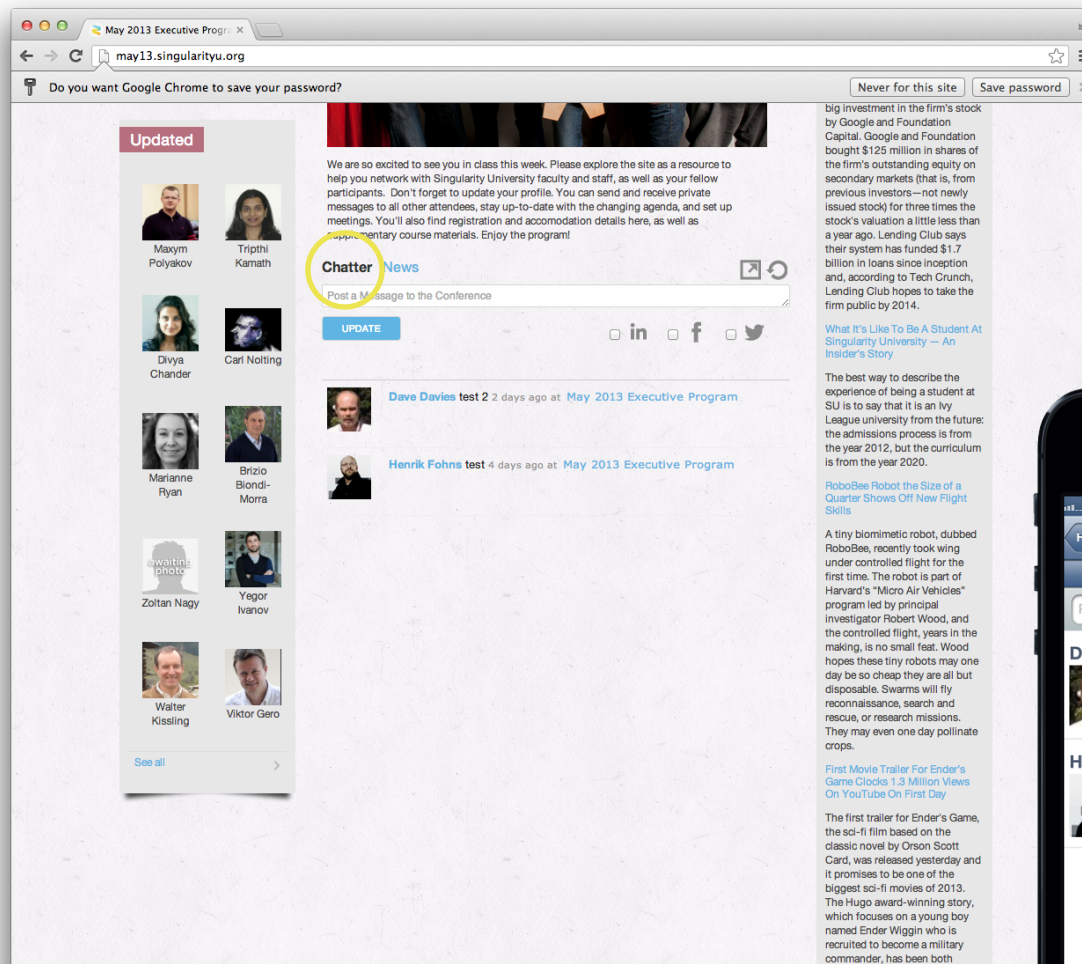 May 2013 Executive Progr
may13.singularityu.org
Do you want Google Chrome to save your password?
Never for this site
Save password
Updated
Maxym
Polyakov
Tripthi
Kamath
Divya
Chander
Carl Nolting
Marianne
Ryan
Brizio
Biondi-
Morra
awaiting
photo
Zoltan Nagy
Yegor
Ivanov
Walter
Kissling
Viktor Gero
See all
We are so excited to see you in class this week. Please explore the site as a resource to
help you network with Singularity University faculty and staff, as well as your fellow
participants.  Don't forget to update your profile. You can send and receive private
messages to all other attendees, stay up-to-date with the changing agenda, and set up
meetings. You'll also find registration and accomodation details here, as well as
supplementary course materials. Enjoy the program!
Chatter News
Post a Message to the Conference
UPDATE
in f
Dave Davies test 2 2 days ago at May 2013 Executive Program
Henrik Fohns test 4 days ago at May 2013 Executive Program
big investment in the firm's stock
by Google and Foundation
Capital. Google and Foundation
bought $125 million in shares of
the firm's outstanding equity on
secondary markets (that is, from
previous investors—not newly
issued stock) for three times the
stock's valuation a little less than
a year ago. Lending Club says
their system has funded $1.7
billion in loans since inception
and, according to Tech Crunch,
Lending Club hopes to take the
firm public by 2014.
What It's Like To Be A Student At
Singularity University — An
Insider's Story
The best way to describe the
experience of being a student at
SU is to say that it is an Ivy
League university from the future:
the admissions process is from
the year 2012, but the curriculum
is from the year 2020.
RoboBee Robot the Size of a
Quarter Shows Off New Flight
Skills
A tiny biomimetic robot, dubbed
RoboBee, recently took wing
under controlled flight for the
first time. The robot is part of
Harvard's "Micro Air Vehicles"
program led by principal
investigator Robert Wood, and
the controlled flight, years in the
making, is no small feat. Wood
hopes these tiny robots may one
day be so cheap they are all but
disposable. Swarms will fly
reconnaissance, search and
rescue, or research missions.
They may even one day pollinate
crops.
First Movie Trailer For Ender's
Game Clocks 1.3 Million Views
On YouTube On First Day
The first trailer for Ender's Game,
the sci-fi film based on the
classic novel by Orson Scott
Card, was released yesterday and
it promises to be one of the
biggest sci-fi movies of 2013.
The Hugo award-winning story,
which focuses on a young boy
named Ender Wiggin who is
recruited to become a military
commander, has been both
H
D
H